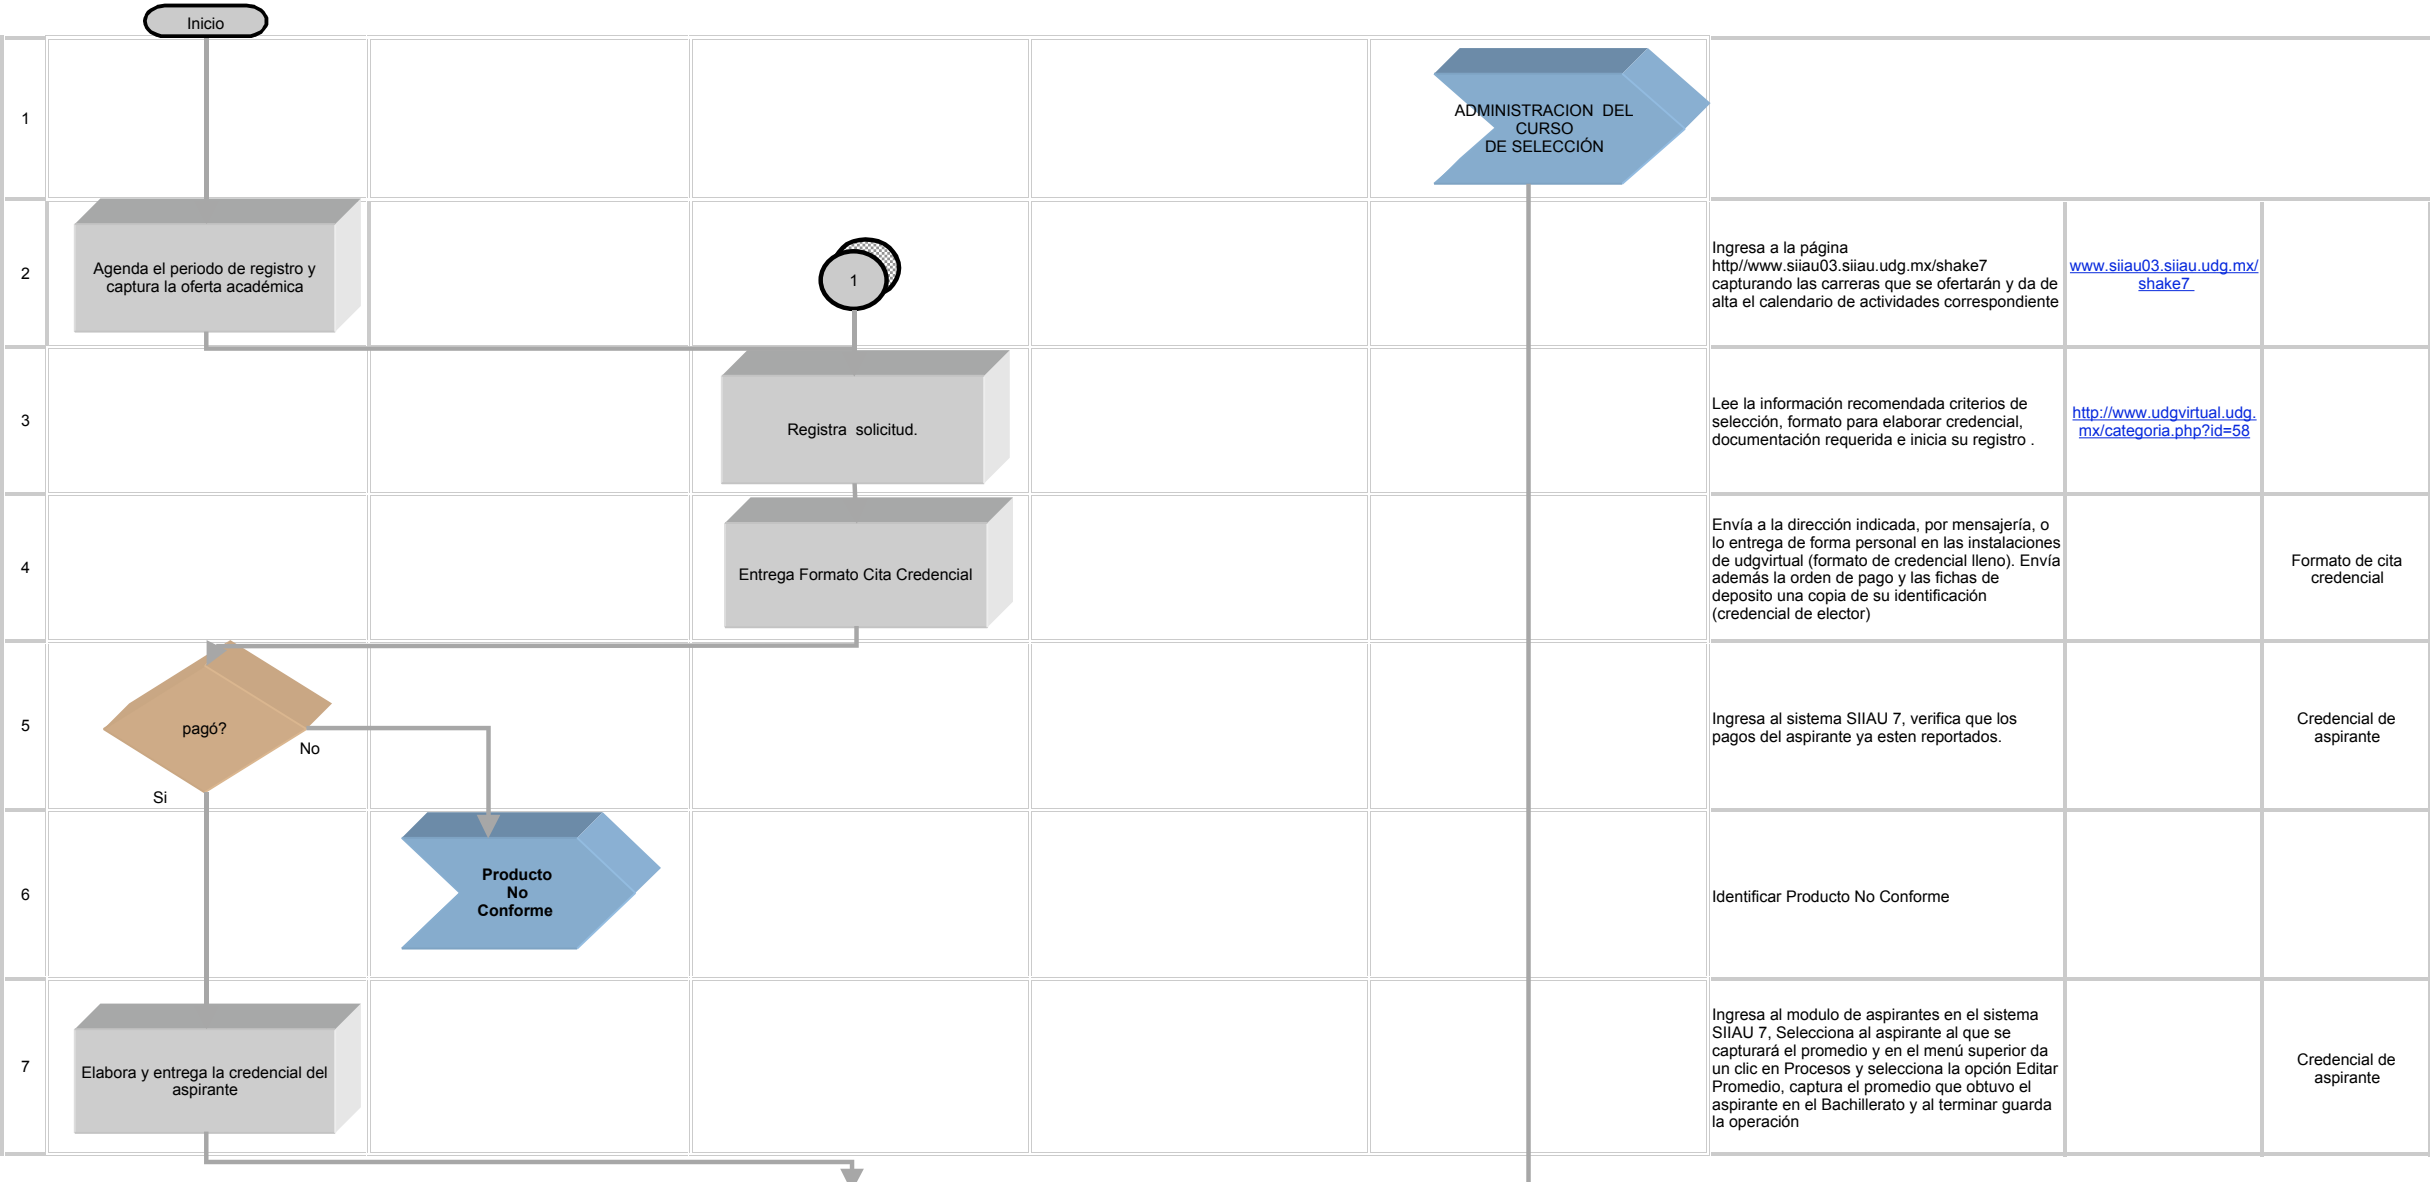 Inicio
1
ADMINISTRACION DEL
CURSO
DE SELECCIÓN
2
Agenda el periodo de registro y
captura la oferta académica
1
Ingresa a la página
http//www.siiau03.siiau.udg.mx/shake7
capturando las carreras que se ofertarán y da de
alta el calendario de actividades correspondiente
www.siiau03.siiau.udg.mx/
shake7
3
Registra solicitud.
Lee la información recomendada criterios de
selección, formato para elaborar credencial,
documentación requerida e inicia su registro .
http://www.udgvirtual.udg.
mx/categoria.php?id=58
4
Entrega Formato Cita Credencial
Envía a la dirección indicada, por mensajería, o
lo entrega de forma personal en las instalaciones
de udgvirtual (formato de credencial lleno). Envía
además la orden de pago y las fichas de
deposito una copia de su identificación
(credencial de elector)
Formato de cita
credencial
5
pagó?
No
Si
Ingresa al sistema SIIAU 7, verifica que los
pagos del aspirante ya esten reportados.
Credencial de
aspirante
6
Producto
No
Conforme
Identificar Producto No Conforme
7
Elabora y entrega la credencial del
aspirante
Ingresa al modulo de aspirantes en el sistema
SIIAU 7, Selecciona al aspirante al que se
capturará el promedio y en el menú superior da
un clic en Procesos y selecciona la opción Editar
Promedio, captura el promedio que obtuvo el
aspirante en el Bachillerato y al terminar guarda
la operación
Credencial de
aspirante